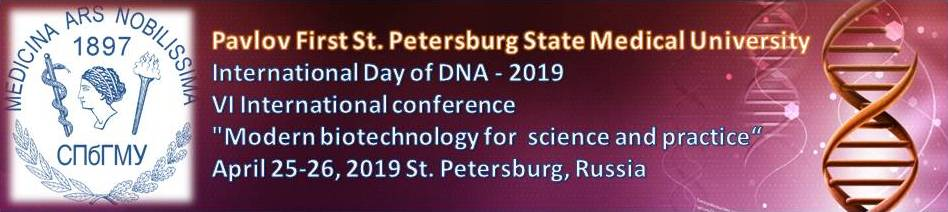 MEDICINA ARS NOBILISSIMA
1897
СПбГМУ
Pavlov First St. Petersburg State Medical University
International Day of DNA - 2019
VI International conference
"Modern biotechnology for  science and practice“
April 25-26, 2019 St. Petersburg, Russia